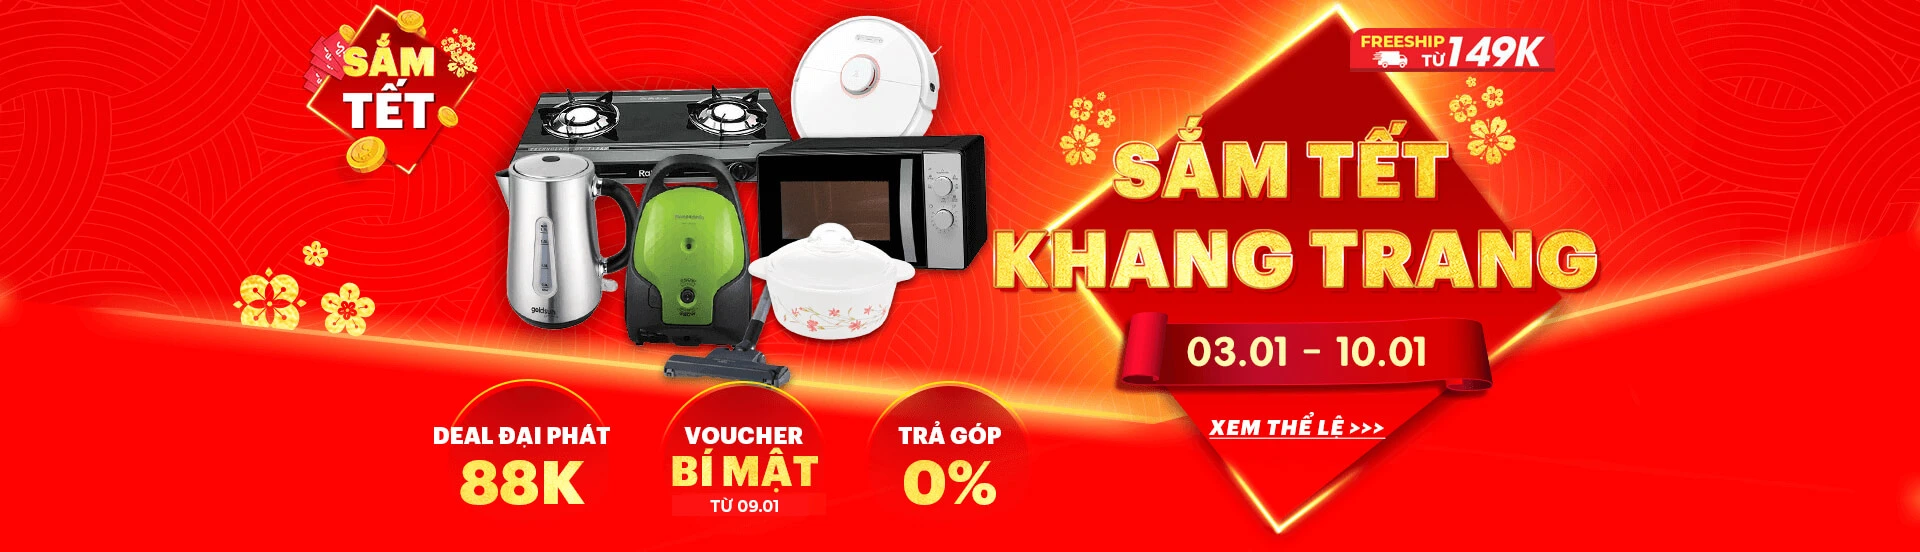 SẮM
TẾT
FREESHIP
TỪ 149K
SẮM TẾT
KHANG TRANG
03.01 - 10.01
XEM THỂ LỆ >>>
goldsun
DEAL ĐẠI PHÁT
88K
VOUCHER
BÍ MẬT
TỪ 09.01
TRẢ GÓP
0%